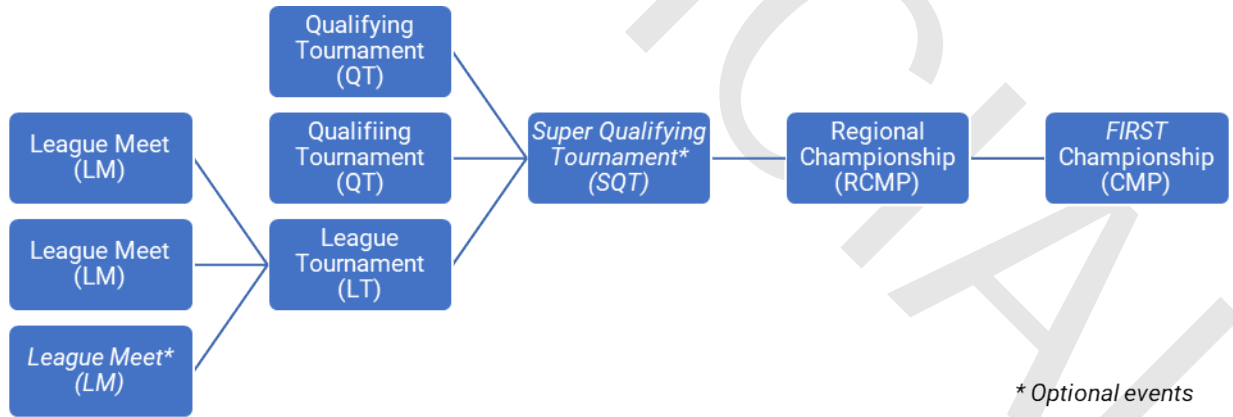 Qualifying
Tournament
(QT)
League Meet
(LM)
Qualifiing
Tournament
(QT)
Super Qualifying
Tournament*
(SQT)
Regional
Championship
(RCMP)
FIRST
Championship
(CMP)
League Meet
(LM)
League
Tournament
(LT)
League Meet*
(LM)
* Optional events